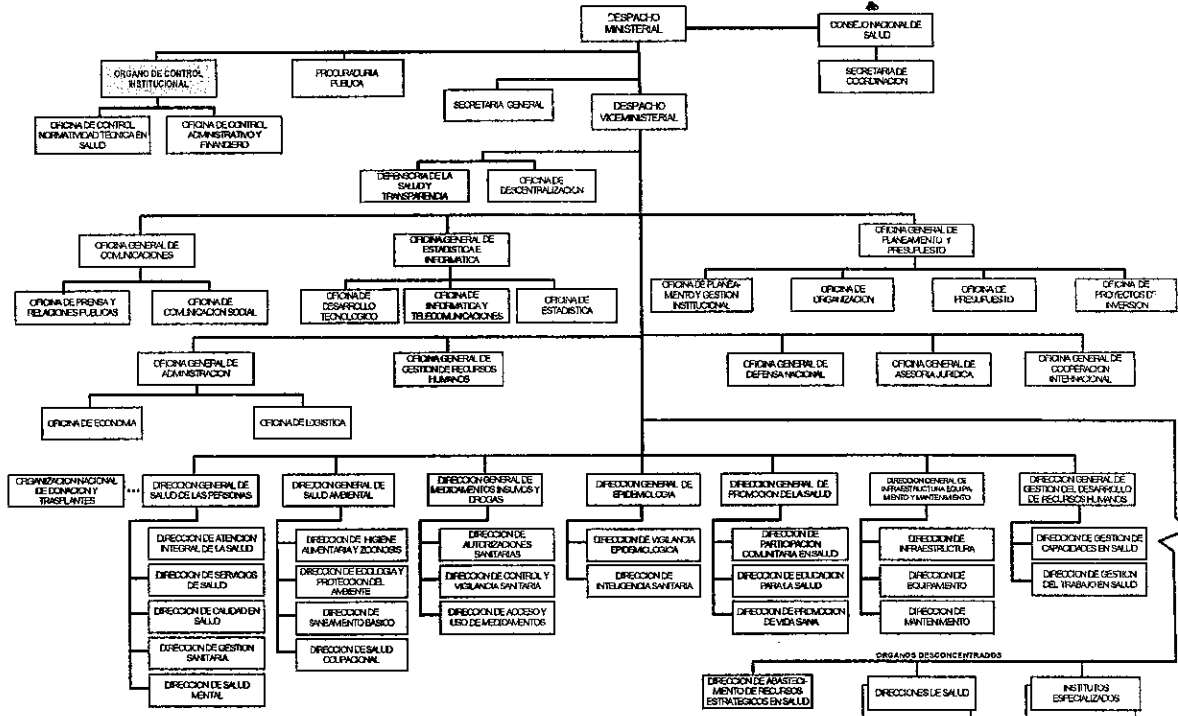 DESPACHO
MINISTERIAL
CONSEJO NACIONAL DE
SALUD
SECRETARIA DE
COORDINACION
ORGANO DE CONTROL
INSTITUCIONAL
PROCURADURIA
PUBLICA
SECRETARIA GENERAL
DESPACHO
VICEMINISTERIAL
OFICINA DE CONTROL
NORMATIVIDAD TECNICA EN
SALUD
OFICINA DE CONTROL
ADMINISTRATIVO Y
FINANCIERO
DEFENSORIA DE LA
SALUD Y
TRANSPARENCIA
OFICINA DE
DESCENTRALIZACION
OFICINA GENERAL DE
COMUNICACIONES
OFICINA GENERAL DE
ESTADISTICA E
INFORMATICA
OFICINA GENERAL DE
PLANEAMIENTO Y
PRESUPUESTO
OFICINA DE PRENSA Y
RELACIONES PUBLICAS
OFICINA DE
COMUNICACION SOCIAL
OFICINA DE
DESARROLLO
TECNOLOGICO
OFICINA DE
INFORMATICA Y
TELECOMUNICACIONES
OFICINA DE
ESTADISTICA
OFICINA DE PLANEA-
MIENTO Y GESTION
INSTITUCIONAL
OFICINA DE
ORGANIZACION
OFICINA DE
PRESUPUESTO
OFICINA DE
PROYECTOS DE
INVERSION
OFICINA GENERAL DE
ADMINISTRACION
OFICINA GENERAL DE
GESTION DE RECURSOS
HUMANOS
OFICINA GENERAL DE
DEFENSA NACIONAL
OFICINA GENERAL DE
ASESORIA JURIDICA
OFICINA GENERAL DE
COOPERACION
INTERNACIONAL
OFICINA DE ECONOMIA
OFICINA DE LOGISTICA
ORGANIZACION NACIONAL
DE DONACION Y
TRASPLANTES
DIRECCION GENERAL DE
SALUD DE LAS PERSONAS
DIRECCION GENERAL DE
SALUD AMBIENTAL
DIRECCION GENERAL DE
MEDICAMENTOS INSUMOS Y
DROGAS
DIRECCION GENERAL DE
EPIDEMIOLOGIA
DIRECCION GENERAL DE
PROMOCION DE LA SALUD
DIRECCION GENERAL DE
INFRAESTRUCTURA EQUIPA-
MIENTO Y MANTENIMIENTO
DIRECCION GENERAL DE
GESTION DEL DESARROLLO
DE RECURSOS HUMANOS
DIRECCION DE ATENCION
INTEGRAL DE LA SALUD
DIRECCION DE SERVICIOS
DE SALUD
DIRECCION DE CALIDAD EN
SALUD
DIRECCION DE GESTION
SANITARIA
DIRECCION DE SALUD
MENTAL
DIRECCION DE HIGIENE
ALIMENTARIA Y ZOONOSIS
DIRECCION DE ECOLOGIA Y
PROTECCION DEL
AMBIENTE
DIRECCION DE
SANEAMIENTO BASICO
DIRECCION DE SALUD
OCUPACIONAL
DIRECCION DE
AUTORIZACIONES
SANITARIAS
DIRECCION DE CONTROL Y
VIGILANCIA SANITARIA
DIRECCION DE ACCESO Y
USO DE MEDICAMENTOS
DIRECCION DE VIGILANCIA
EPIDEMIOLOGICA
DIRECCION DE
INTELIGENCIA SANITARIA
DIRECCION DE
PARTICIPACION
COMUNITARIA EN SALUD
DIRECCION DE EDUCACION
PARA LA SALUD
DIRECCION DE PROMOCION
DE VIDA SANA
DIRECCION DE
INFRAESTRUCTURA
DIRECCION DE
EQUIPAMIENTO
DIRECCION DE
MANTENIMIENTO
DIRECCION DE GESTION DE
CAPACIDADES EN SALUD
DIRECCION DE GESTION
DEL TRABAJO EN SALUD
ORGANOS DESCONCENTRADOS
DIRECCION DE ABASTECI-
MIENTO DE RECURSOS
ESTRATEGICOS EN SALUD
DIRECCIONES DE SALUD
INSTITUTOS
ESPECIALIZADOS